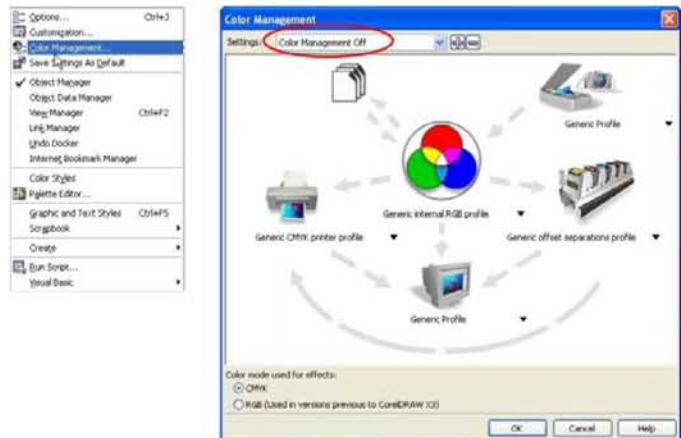 Options... Ctrl+J
Customization...
Color Management...
Save Settings As Default
Object Manager
Object Data Manager
View Manager Ctrl+F2
Link Manager
Undo Docker
Internet Bookmark Manager
Color Styles
Palette Editor...
Graphic and Text Styles Ctrl+F5
Scrapbook
Create
Run Script...
Visual Basic
Color Management
Settings: Color Management Off
Generic Profile
Generic internal RGB profile
Generic CMYK printer profile
Generic offset separations profile
Generic Profile
Color mode used for effects:
CMYK
RGB (Used in versions previous to CorelDRAW X3)
OK Cancel Help